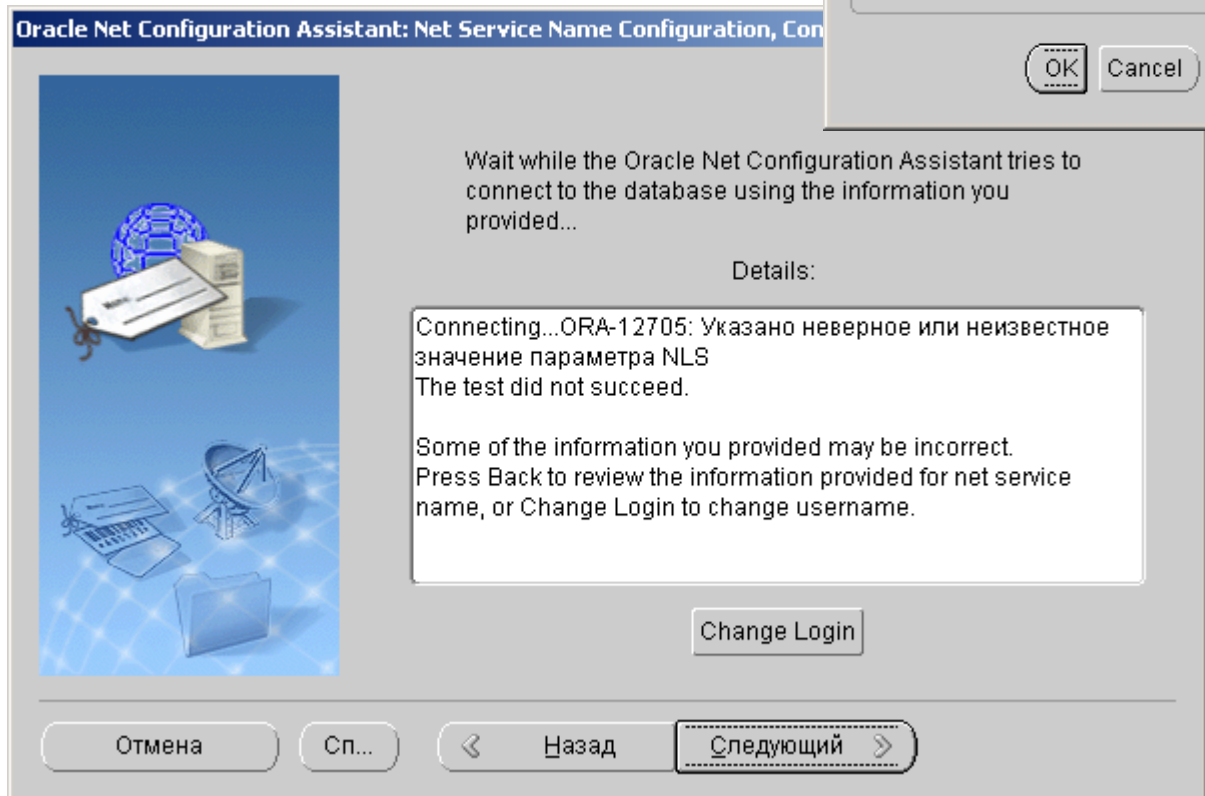 Oracle Net Configuration Assistant: Net Service Name Configuration, Con
OK
Cancel
Wait while the Oracle Net Configuration Assistant tries to
connect to the database using the information you
provided...
Details:
Connecting...ORA-12705: Указано неверное или неизвестное
значение параметра NLS
The test did not succeed.
Some of the information you provided may be incorrect.
Press Back to review the information provided for net service
name, or Change Login to change username.
Change Login
Отмена
Сп...
Назад
Следующий